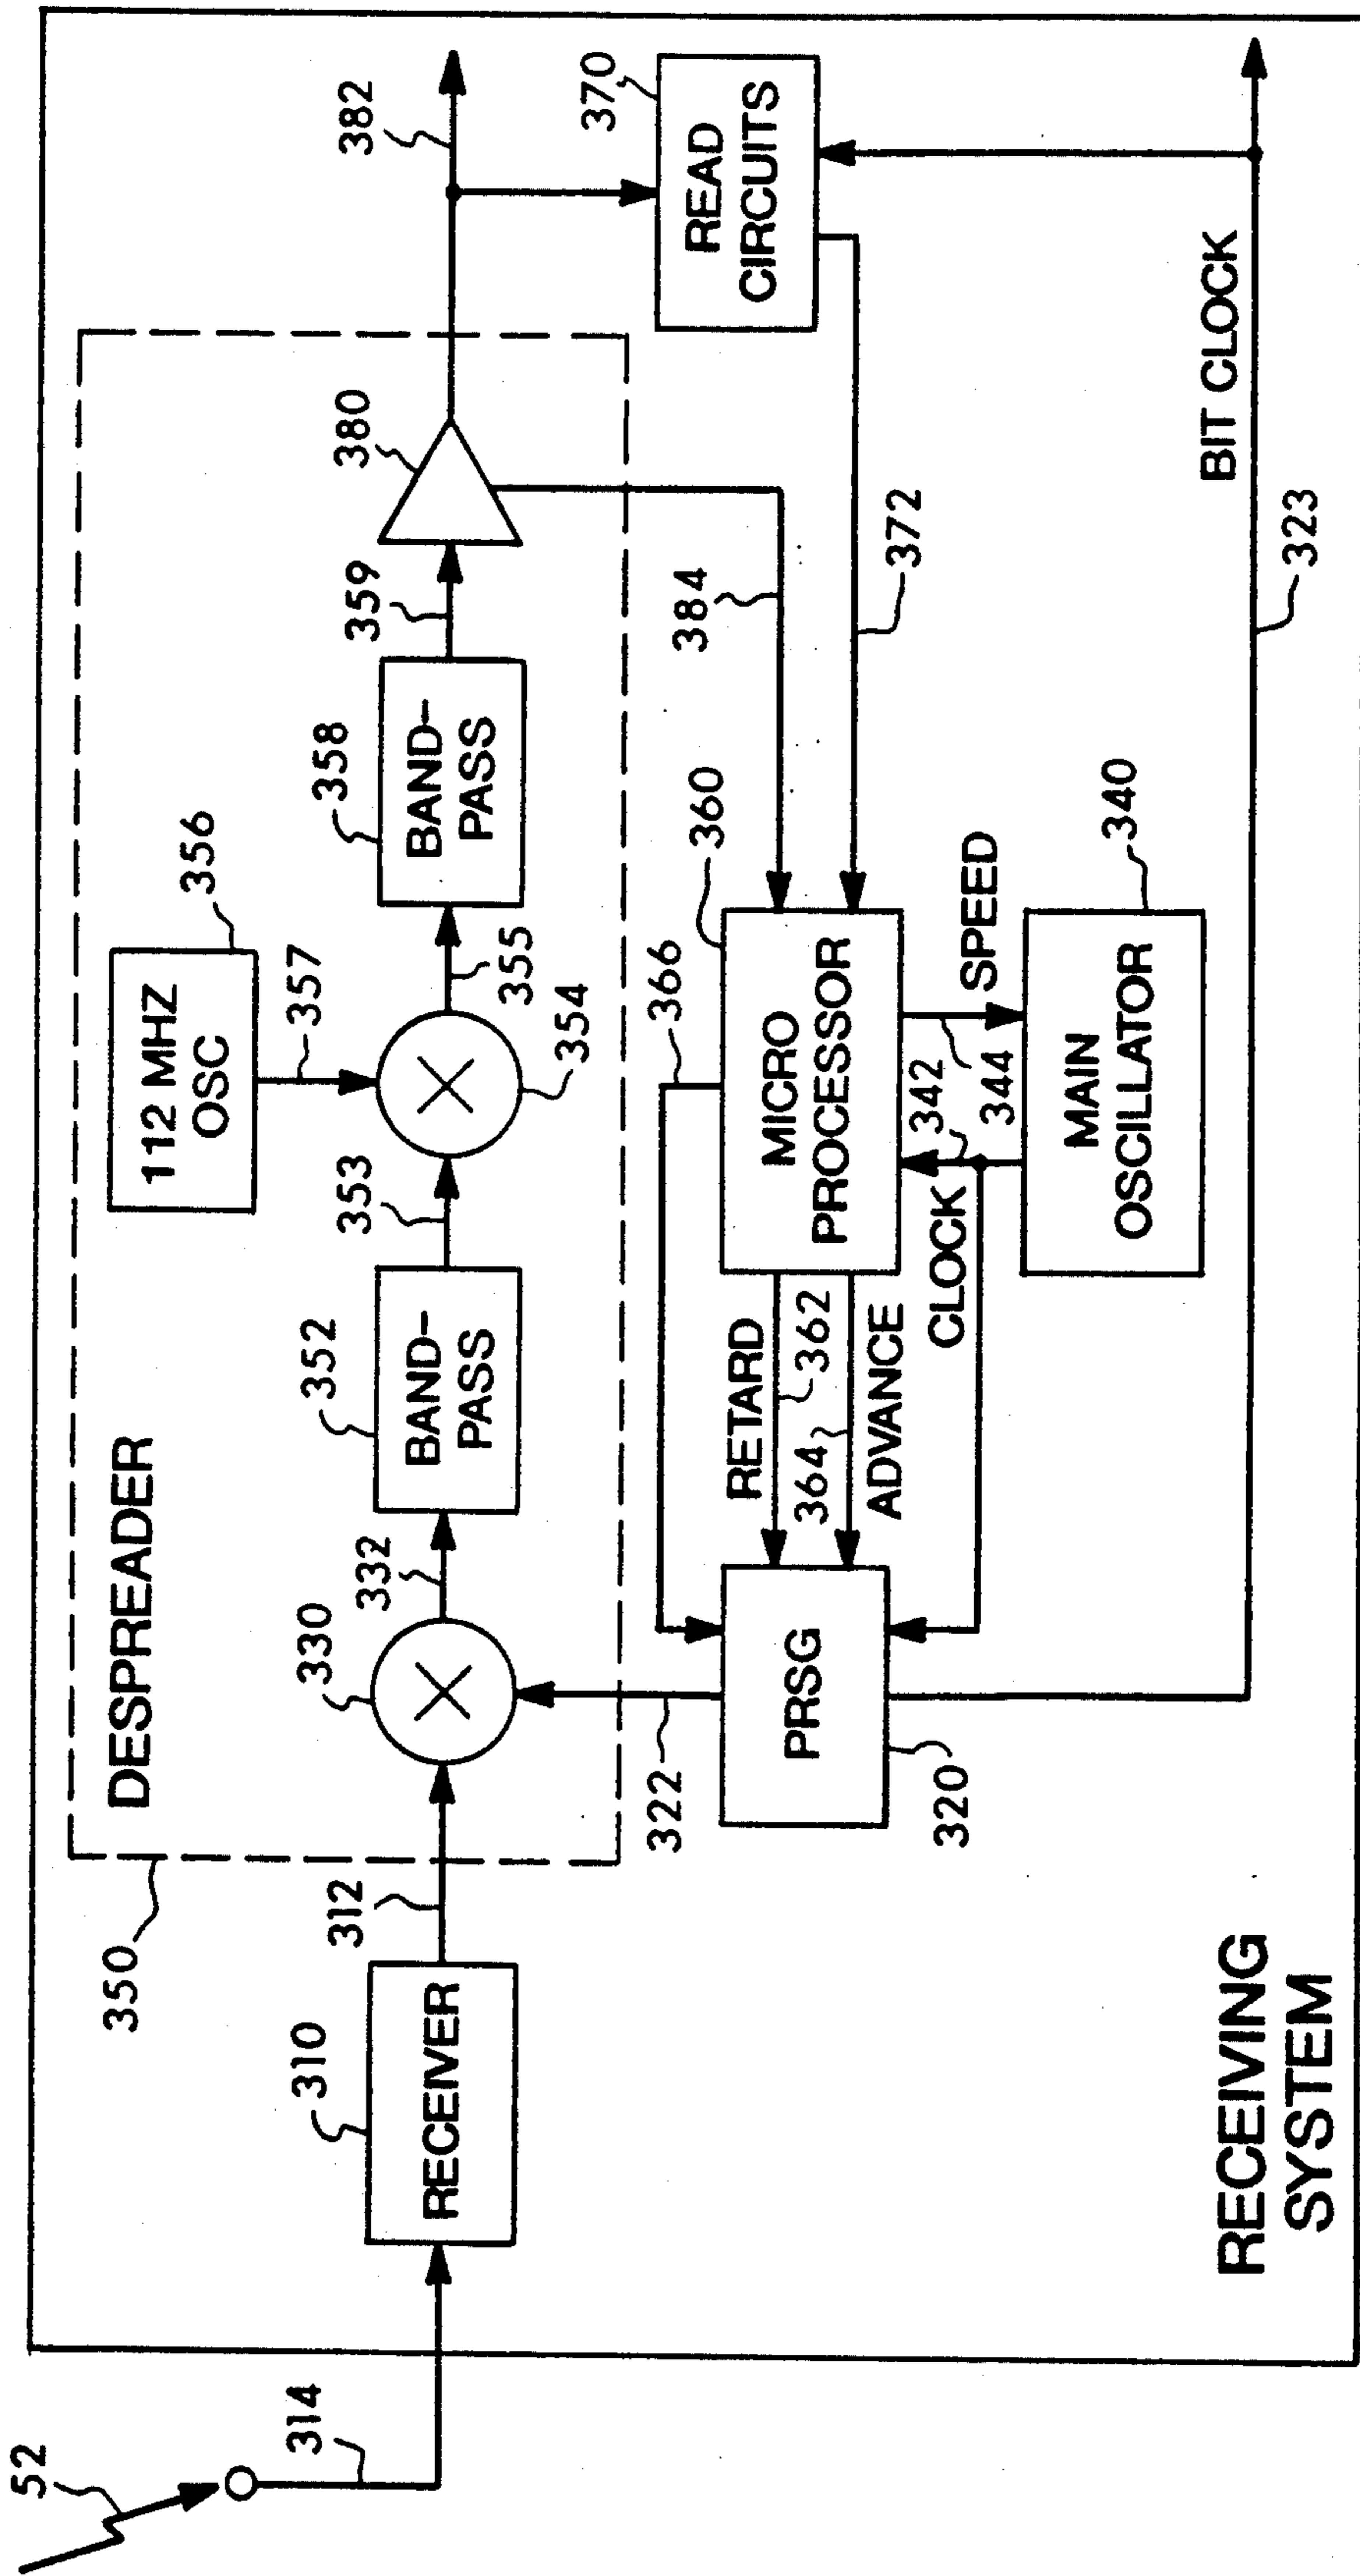 52
314
350
DESPREADER
112 MHZ
OSC
356
357
310
RECEIVER
312
330
332
352
BAND-
PASS
353
354
355
358
BAND-
PASS
359
380
382
322
PRSG
320
366
RETARD
362
364
ADVANCE
360
MICRO
PROCESSOR
384
372
370
READ
CIRCUITS
CLOCK
342
344
SPEED
MAIN
OSCILLATOR
340
323
BIT CLOCK
RECEIVING
SYSTEM